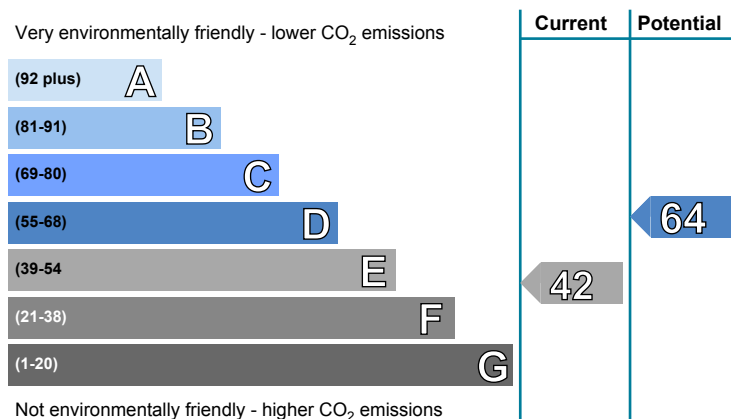 Current Potential
Very environmentally friendly - lower CO₂ emissions
(92 plus) A
(81-91) B
(69-80) C
(55-68) D
64
(39-54 E
42
(21-38) F
(1-20) G
Not environmentally friendly - higher CO₂ emissions